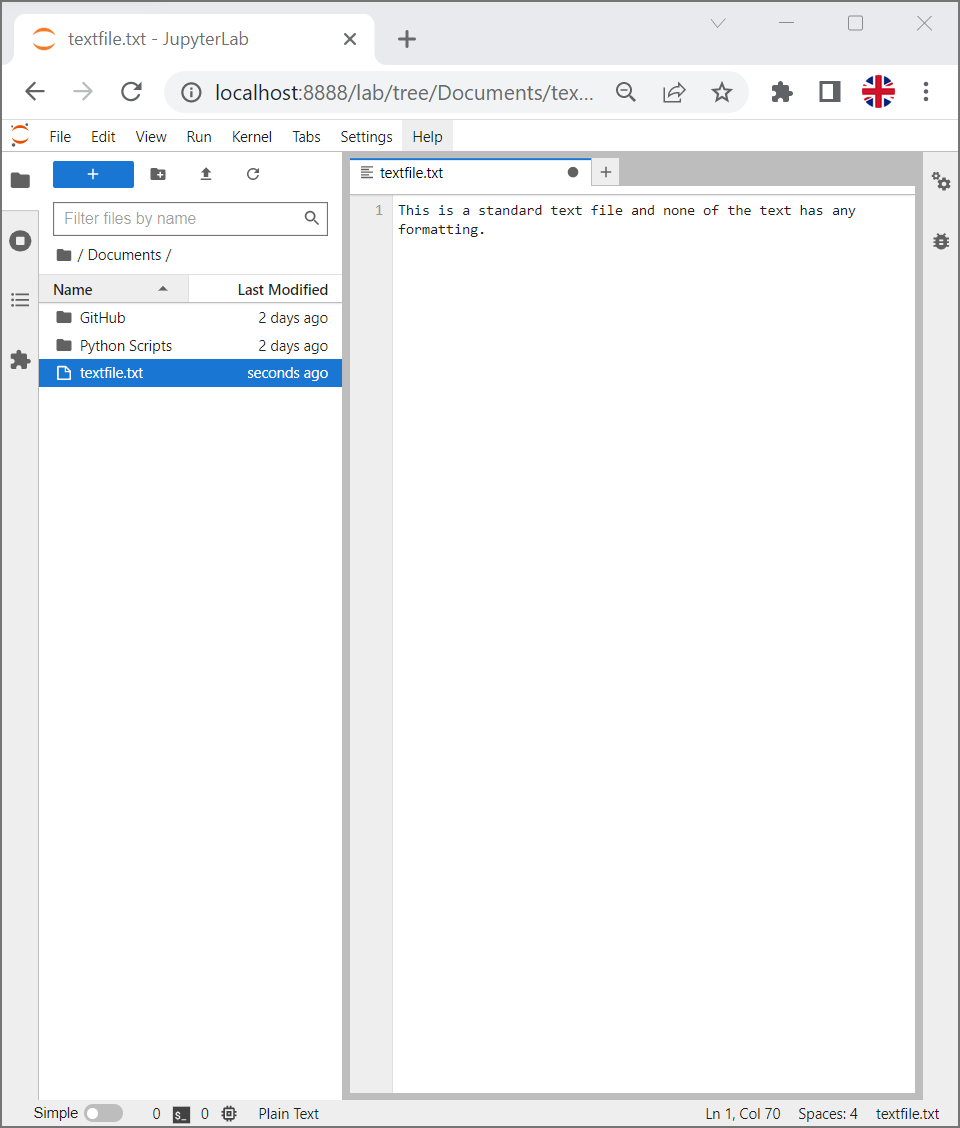 textfile.txt - JupyterLab
localhost:8888/lab/tree/Documents/tex...
File Edit View Run Kernel Tabs Settings Help
textfile.txt
Filter files by name
/ Documents /
Name Last Modified
GitHub 2 days ago
Python Scripts 2 days ago
textfile.txt seconds ago
1 This is a standard text file and none of the text has any
formatting.
Simple 0 $_ 0 Plain Text Ln 1, Col 70 Spaces: 4 textfile.txt